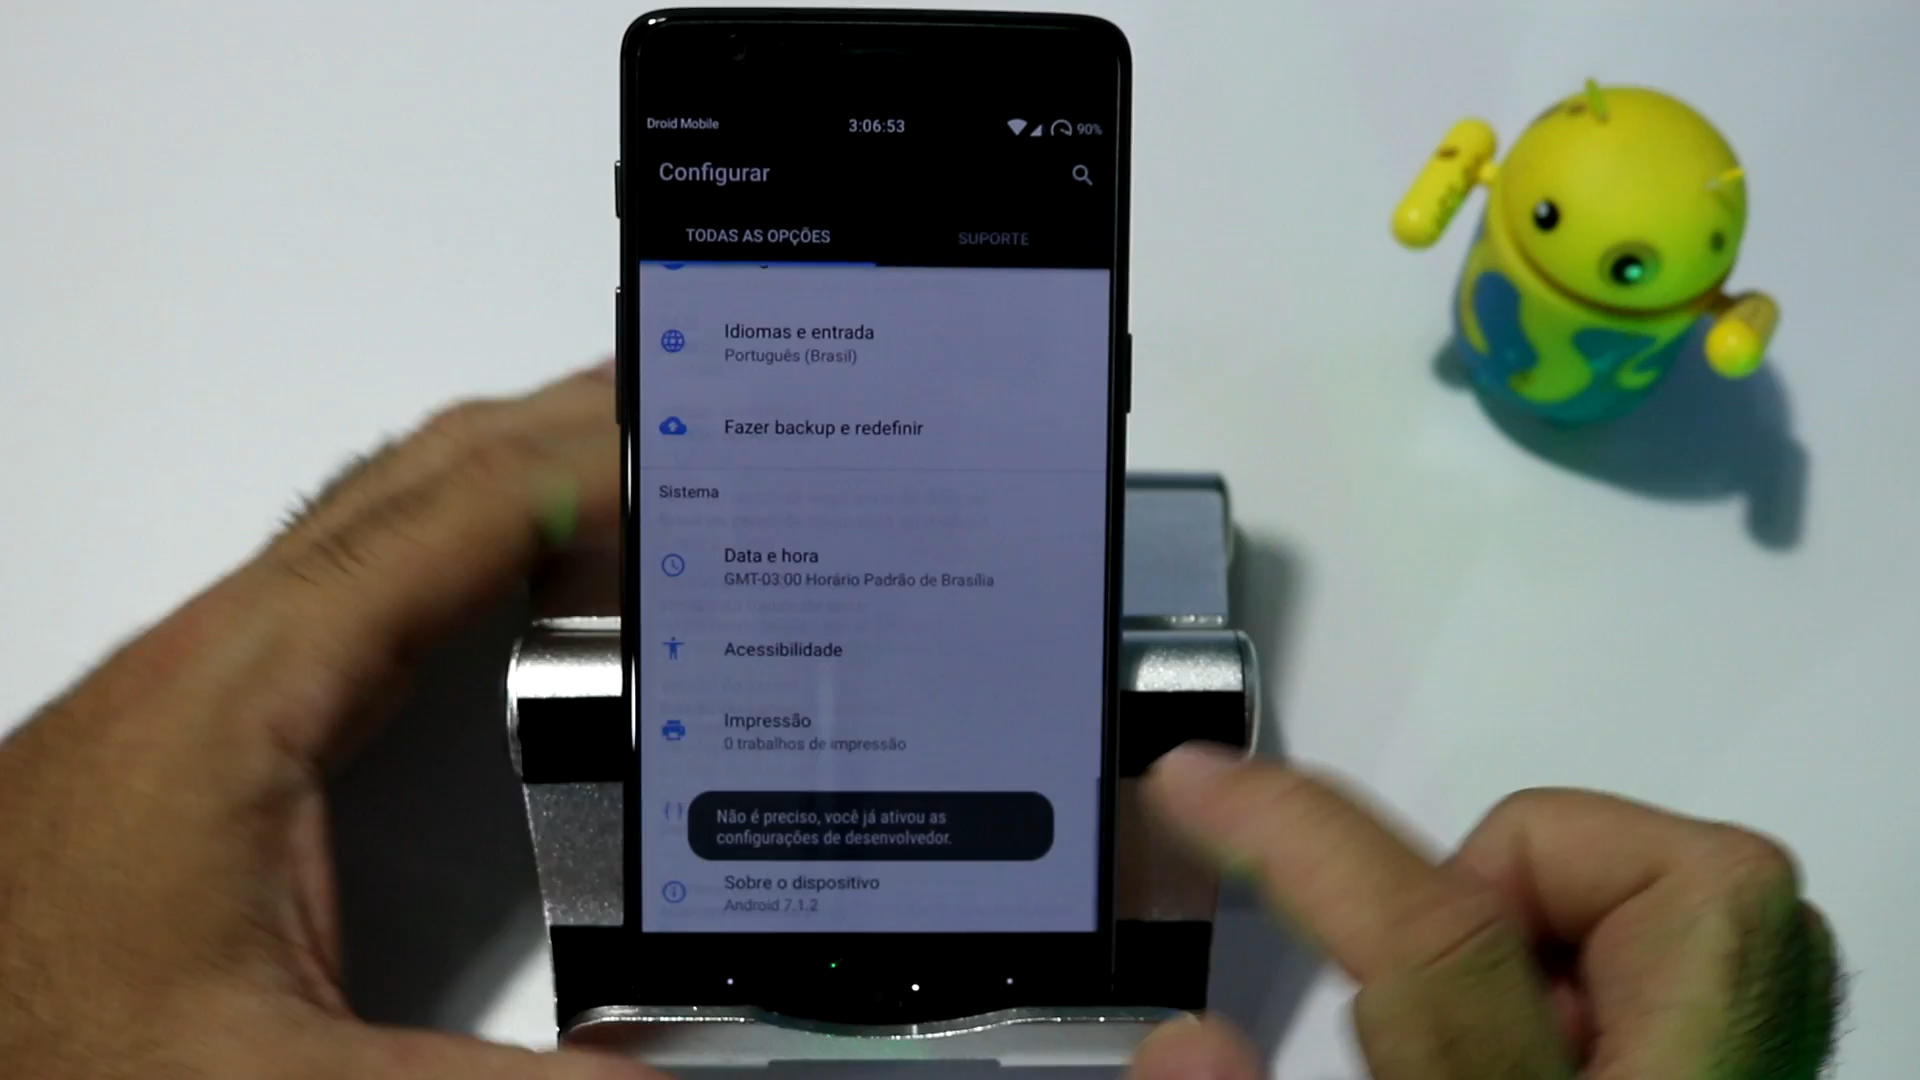 Droid Mobile
3:06:53
90%
Configurar
TODAS AS OPÇÕES
SUPORTE
Idiomas e entrada
Português (Brasil)
Fazer backup e redefinir
Sistema
Data e hora
GMT-03:00 Horário Padrão de Brasília
Acessibilidade
Impressão
0 trabalhos de impressão
{ }
Não é preciso, você já ativou as
configurações de desenvolvedor.
Sobre o dispositivo
Android 7.1.2